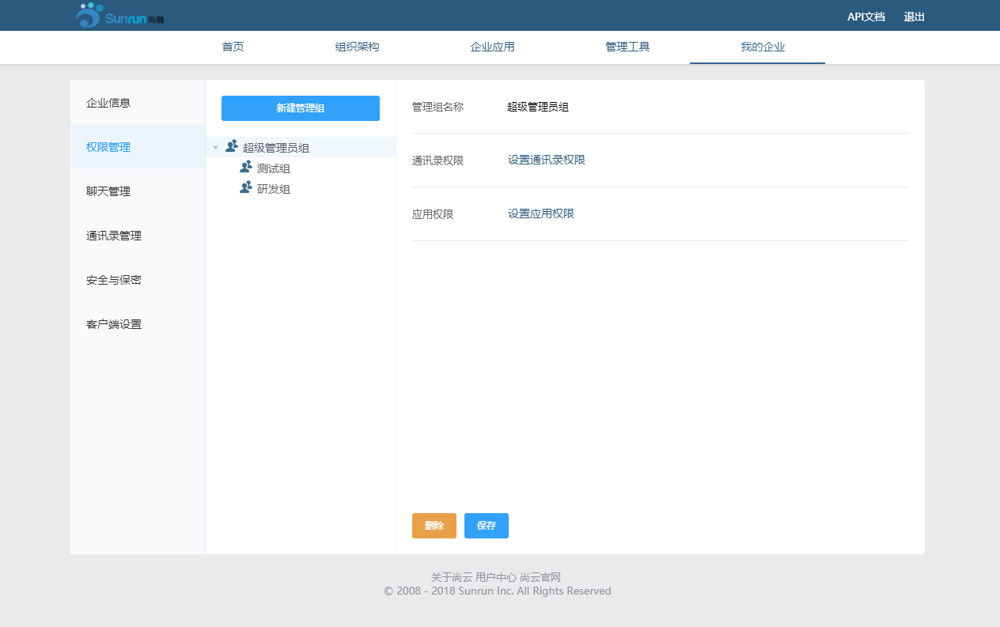 Sunrun尚融
API文档 退出
首页 组织架构 企业应用 管理工具 我的企业
企业信息
权限管理
聊天管理
通讯录管理
安全与保密
客户端设置
新建管理组
超级管理员组
测试组
研发组
管理组名称 超级管理员组
通讯录权限 设置通讯录权限
应用权限 设置应用权限
删除 保存
关于尚云 用户中心 尚云官网
© 2008 - 2018 Sunrun Inc. All Rights Reserved